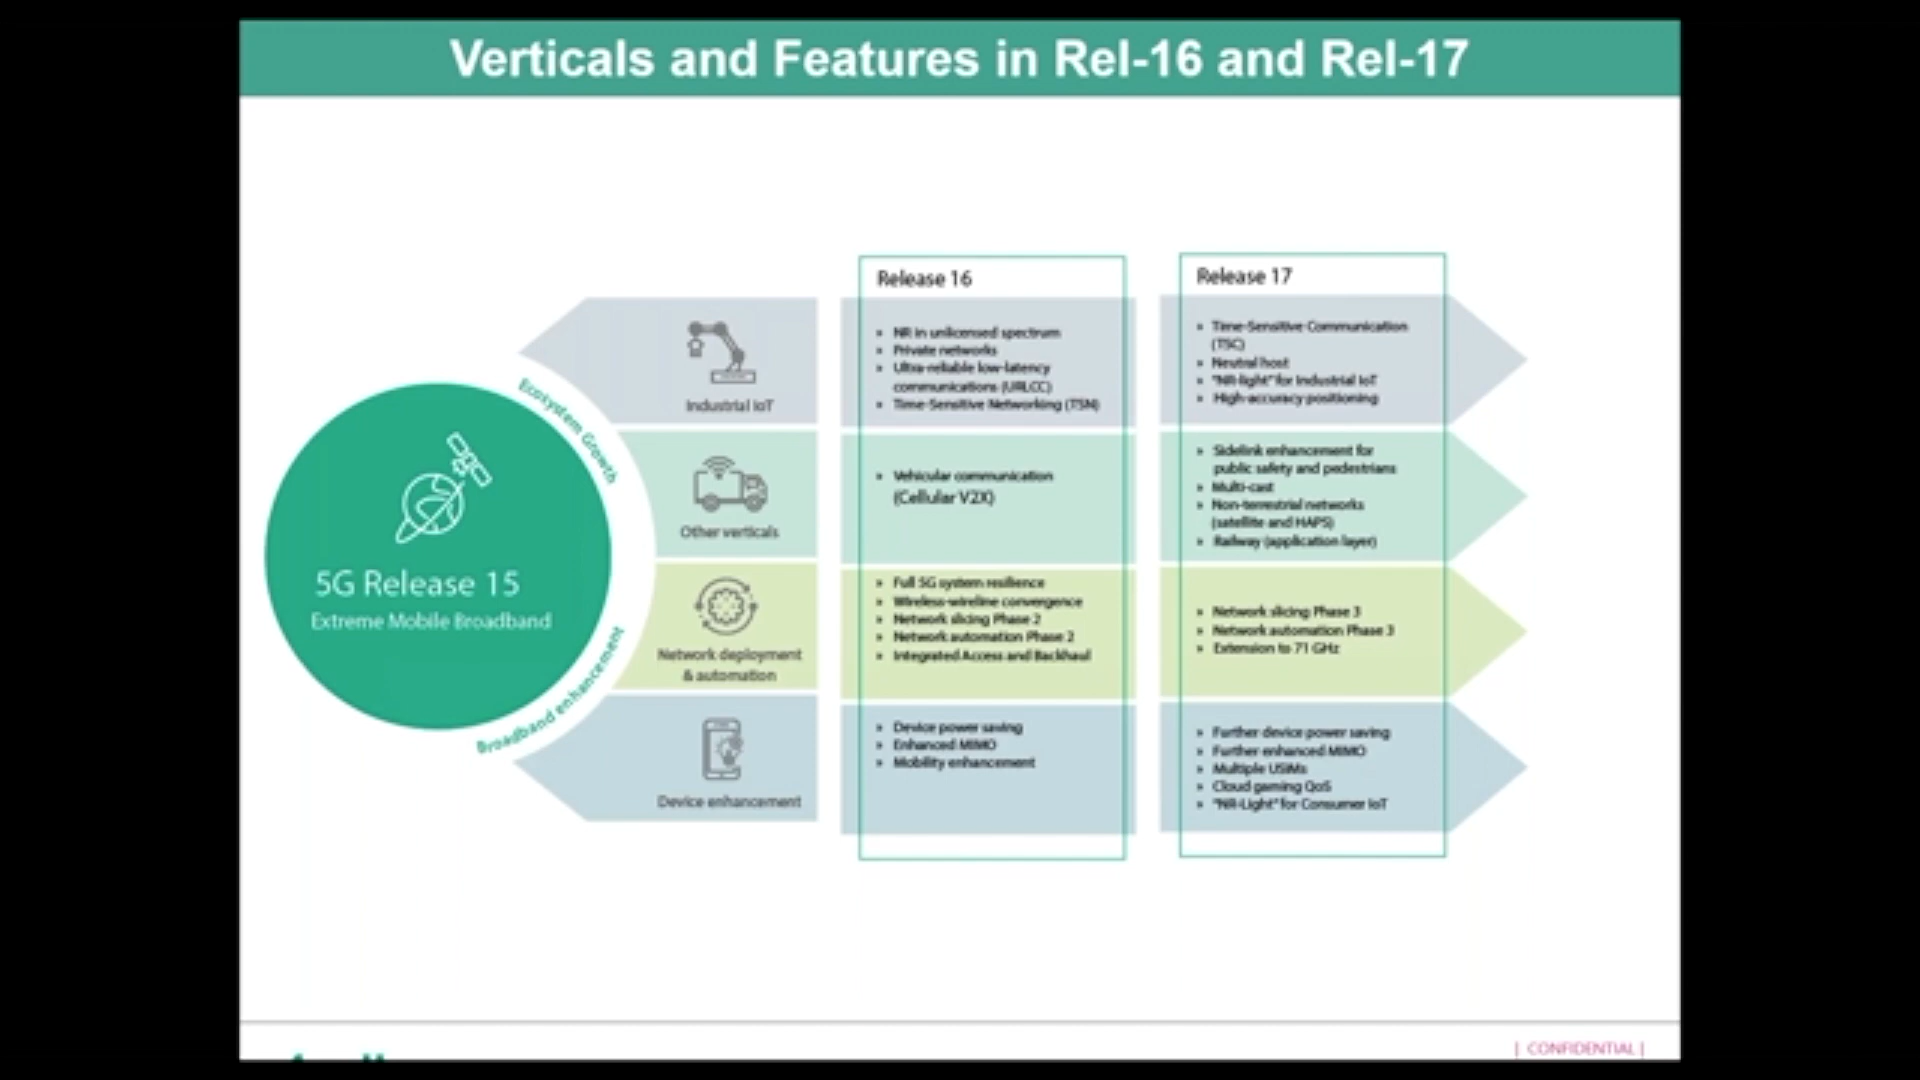 Verticals and Features in Rel-16 and Rel-17
Ecosystem Growth
5G Release 15
Extreme Mobile Broadband
Broadband enhancement
Industrial IoT
Other verticals
Network deployment
& automation
Device enhancement
Release 16
» NR in unlicensed spectrum
» Private networks
» Ultra-reliable low-latency
communications (URLCC)
» Time-Sensitive Networking (TSN)
» Vehicular communication
(Cellular V2X)
» Full 5G system resilience
» Wireless-wireline convergence
» Network slicing Phase 2
» Network automation Phase 2
» Integrated Access and Backhaul
» Device power saving
» Enhanced MIMO
» Mobility enhancement
Release 17
» Time-Sensitive Communication
(TSC)
» Neutral host
» "NR-light" for Industrial IoT
» High-accuracy positioning
» Sidelink enhancement for
public safety and pedestrians
» Multi-cast
» Non-terrestrial networks
(satellite and HAPS)
» Railway (application layer)
» Network slicing Phase 3
» Network automation Phase 3
» Extension to 71 GHz
» Further device power saving
» Further enhanced MIMO
» Multiple USIMs
» Cloud gaming QoS
» "NR-Light" for Consumer IoT
| CONFIDENTIAL |